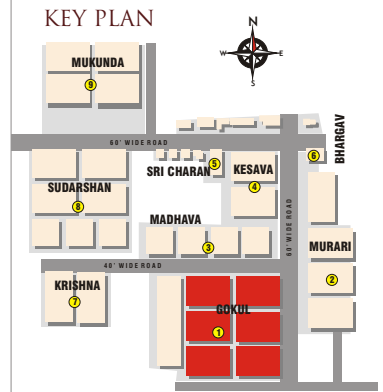 KEY PLAN
N
W E
S
MUKUNDA
9
60' WIDE ROAD
BHARGAV
6
SRI CHARAN
5
KESAVA
4
SUDARSHAN
8
MADHAVA
3
60' WIDE ROAD
MURARI
2
40' WIDE ROAD
KRISHNA
7
GOKUL
1